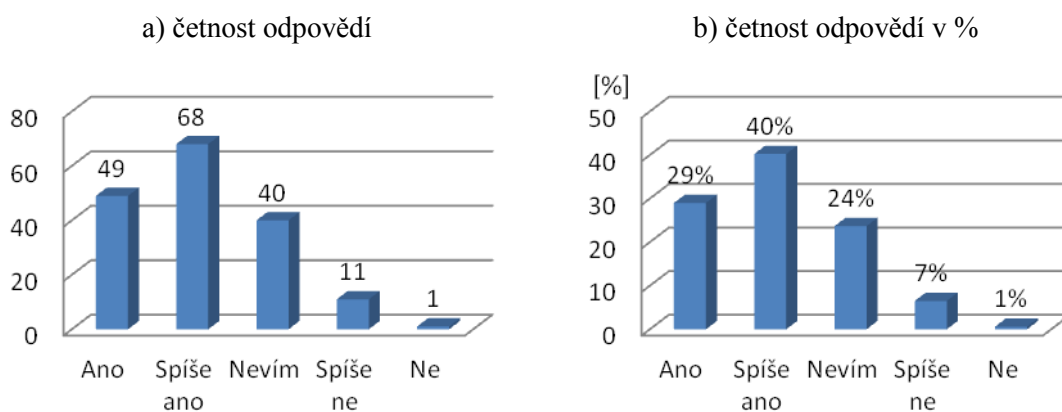 a) četnost odpovědí
80
60
40
20
0
49
68
40
11
1
Ano
Spíše
ano
Nevím
Spíše
ne
Ne
b) četnost odpovědí v %
[%]
50
40
30
20
10
0
29%
40%
24%
7%
1%
Ano
Spíše
ano
Nevím
Spíše
ne
Ne